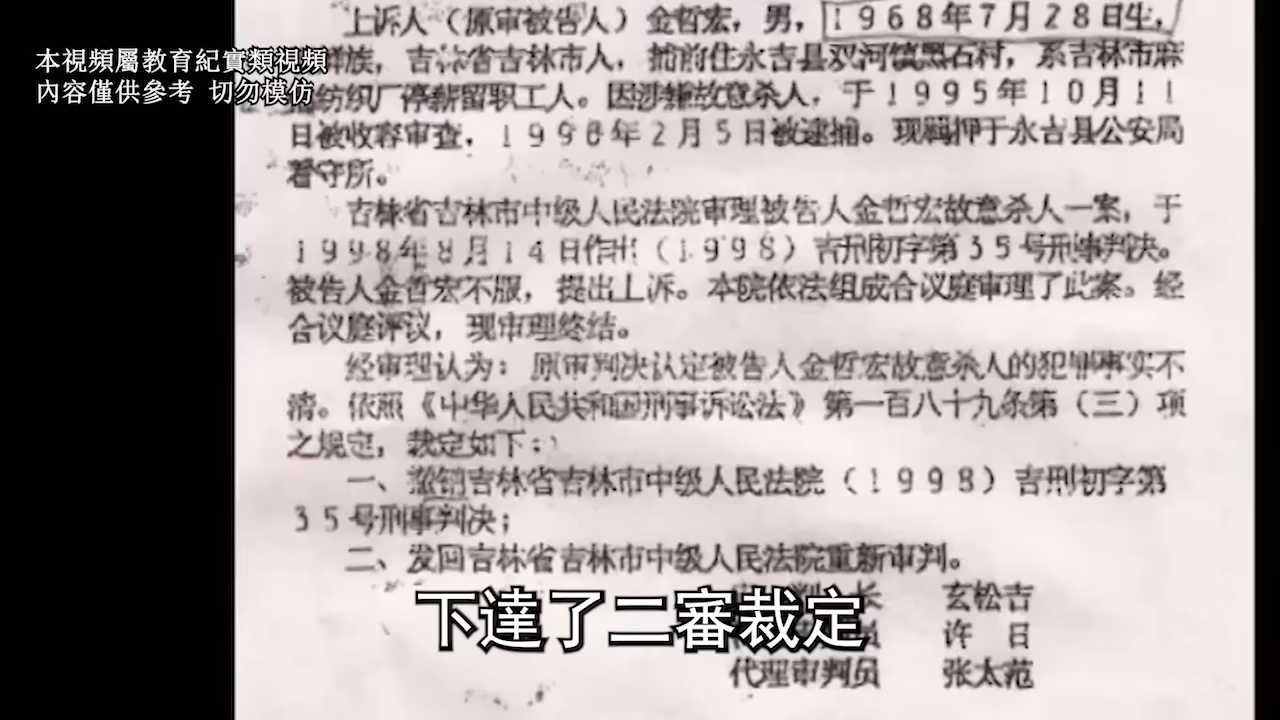 上诉人（原审被告人）金哲宏，男，1968年7月28日生，
本視頻屬教育紀實類視頻
内容僅供參考 切勿模仿
鲜族，吉林省吉林市人，捕前住永吉县双河镇黑石村，系吉林市麻
纺织厂停薪留职工人。因涉嫌故意杀人，于1995年10月11
日被收容审查，1996年2月5日被逮捕。现羁押于永吉县公安局
看守所。
吉林省吉林市中级人民法院审理被告人金哲宏故意杀人一案，于
1998年8月14日作出（1998）吉刑初字第35号刑事判决。
被告人金哲宏不服，提出上诉。本院依法组成合议庭审理了此案。经
合议庭评议，现审理终结。
经审理认为：原审判决认定被告人金哲宏故意杀人的犯罪事实不
清。依照《中华人民共和国刑事诉讼法》第一百八十九条第（三）项
之规定，裁定如下：
一、撤销吉林省吉林市中级人民法院（1998）吉刑初字第
35号刑事判决；
二、发回吉林省吉林市中级人民法院重新审判。
长 玄松吉
下達了二審裁定
员 许 日
代理审判员 张太范